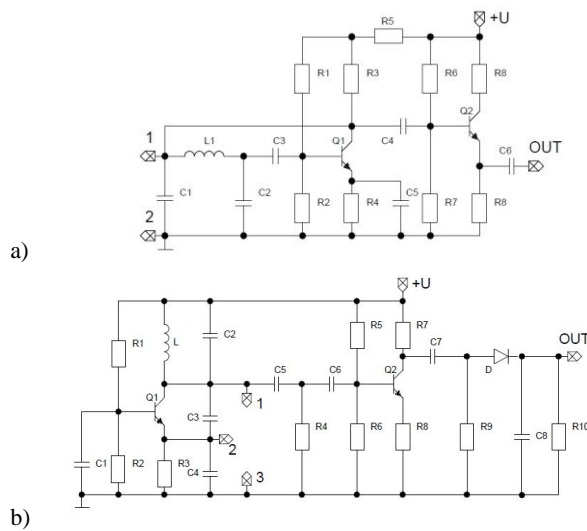 +U
R5
R1
R3
R6
R8
Q2
1
L1
C3
Q1
C4
C6
OUT
C1
C2
R2
R4
C5
R7
R8
2
a)
+U
R1
L
C2
R5
R7
C7
OUT
Q1
C5
C6
Q2
D
1
C3
2
C1
R2
R3
C4
3
R4
R6
R8
R9
C8
R10
b)